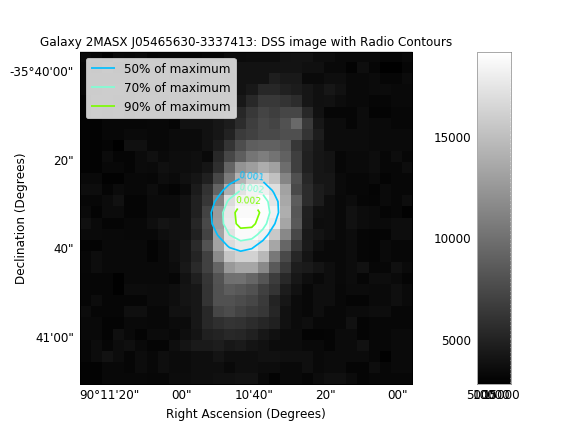 Galaxy 2MASX J05465630-3337413: DSS image with Radio Contours
50% of maximum
70% of maximum
90% of maximum
-35°40'00"
20"
40"
41'00"
Declination (Degrees)
0.001
0.002
0.002
15000
10000
5000
90°11'20" 00" 10'40" 20" 00"
Right Ascension (Degrees)